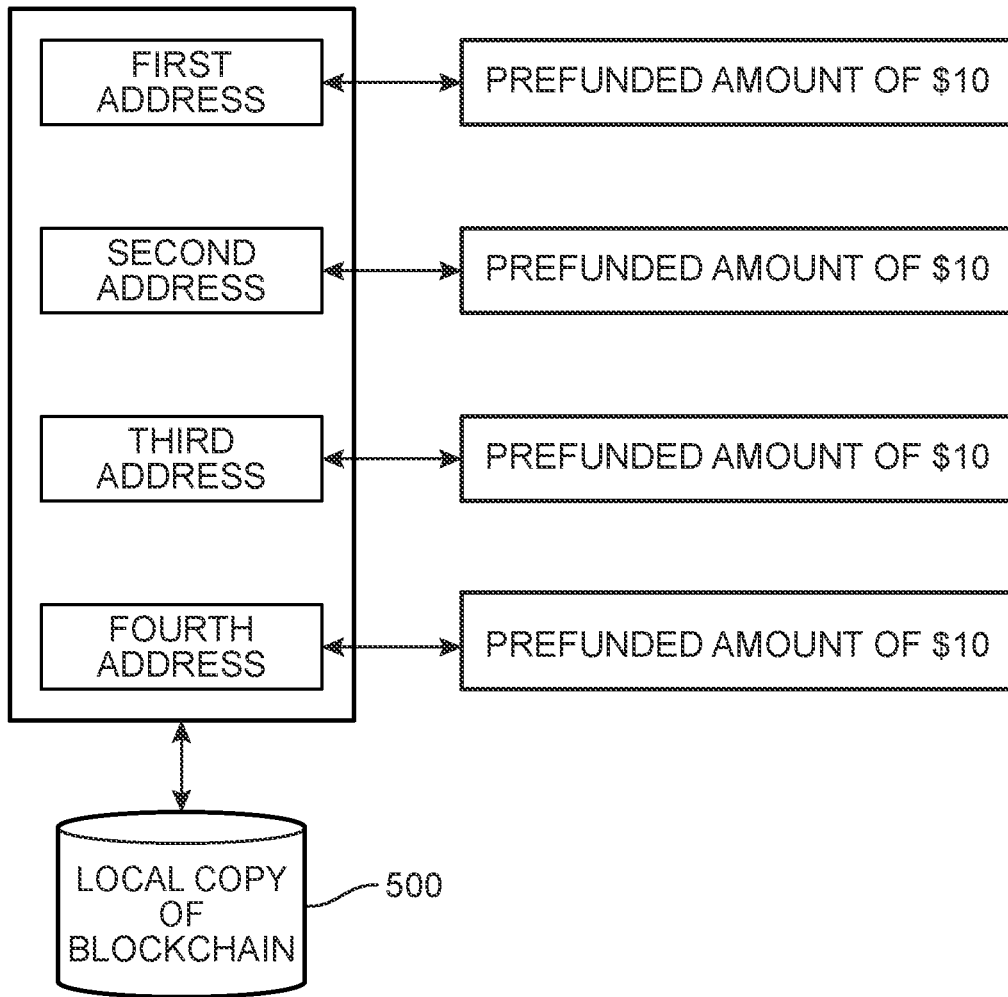 FIRST
ADDRESS
PREFUNDED AMOUNT OF $10
SECOND
ADDRESS
PREFUNDED AMOUNT OF $10
THIRD
ADDRESS
PREFUNDED AMOUNT OF $10
FOURTH
ADDRESS
PREFUNDED AMOUNT OF $10
LOCAL COPY
OF
BLOCKCHAIN
500